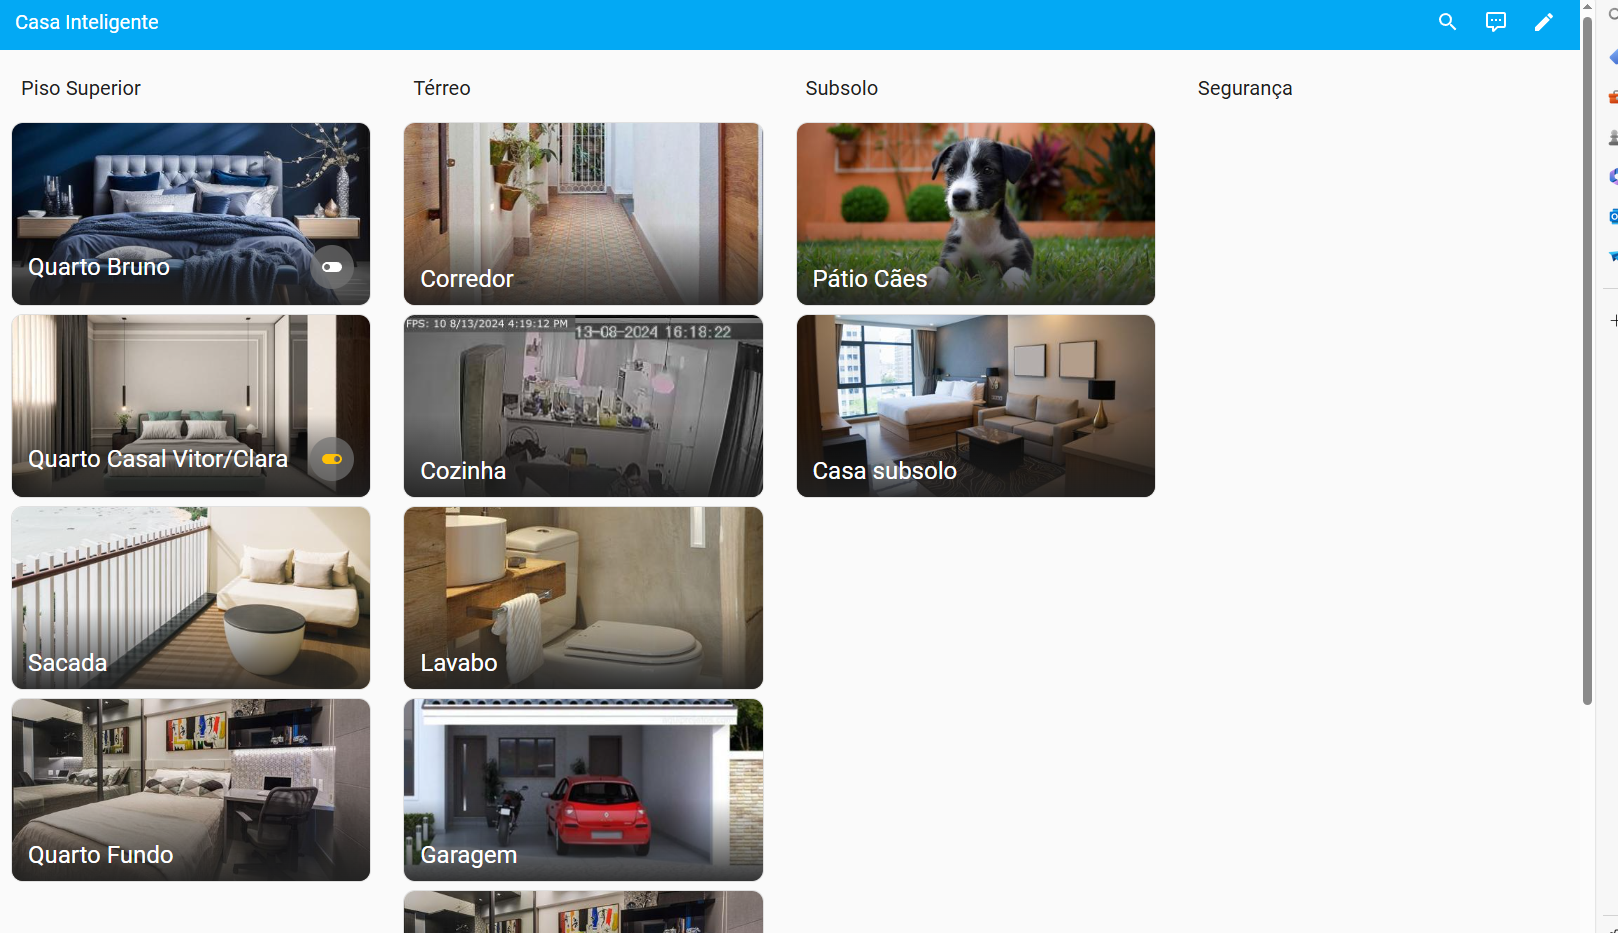 Casa Inteligente
Piso Superior
Térreo
Subsolo
Segurança
Quarto Bruno
Corredor
Pátio Cães
Quarto Casal Vitor/Clara
FPS: 10 8/13/2024 4:19:12 PM
13-08-2024 16:18:22
Cozinha
Casa subsolo
Sacada
Lavabo
Quarto Fundo
Garagem